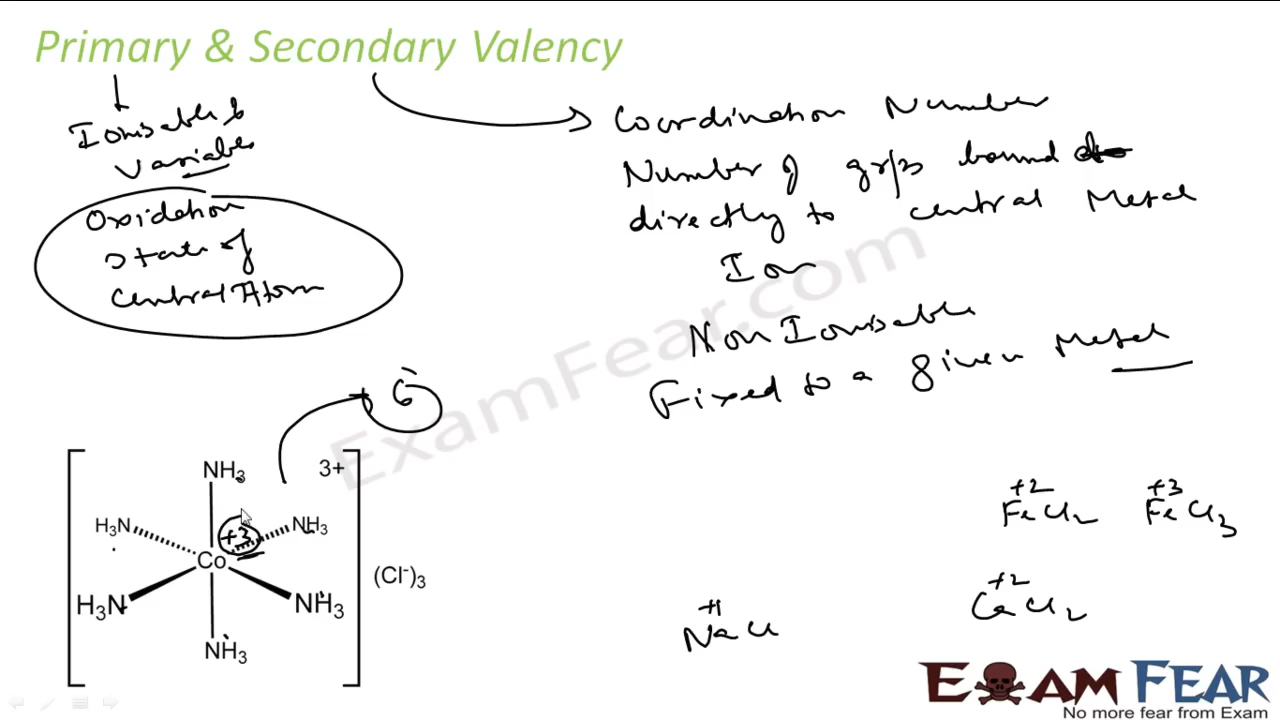 Primary & Secondary Valency
Ionisable &
Variable
Oxidation
State of
Central Atom
Coordination Number
Number of grps bound
directly to central Metal
Ion
Non Ionisable
Fixed to a given Metal
6
NH3
3+
H3N
NH3
+3
Co
(Cl-)3
H3N
NH3
NH3
+2
FeCl2
+3
FeCl3
+2
CaCl2
+1
NaCl
ExamFear.com
EXAM FEAR
No more fear from Exam